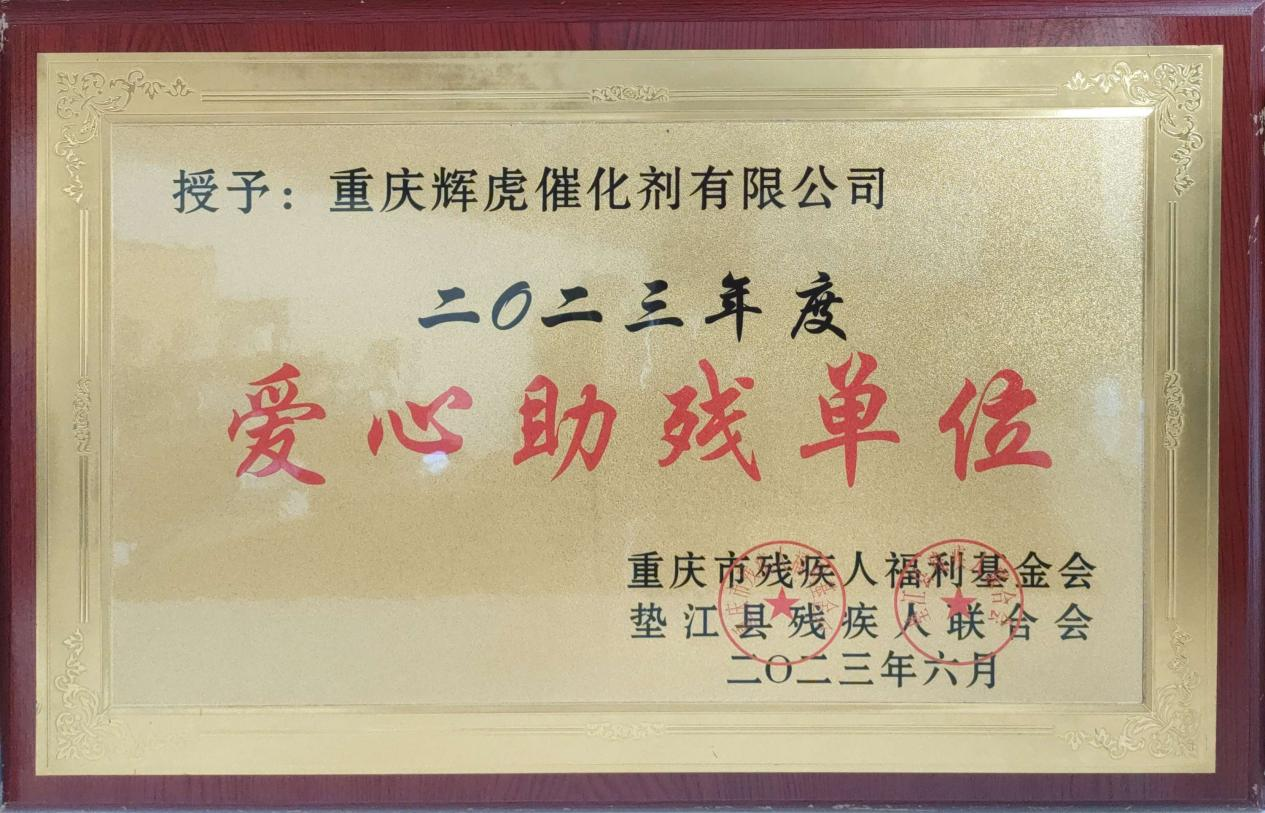 授予：重庆辉虎催化剂有限公司
二〇二三年度
爱心助残单位
重庆市残疾人福利基金会
垫江县残疾人联合会
二〇二三年六月